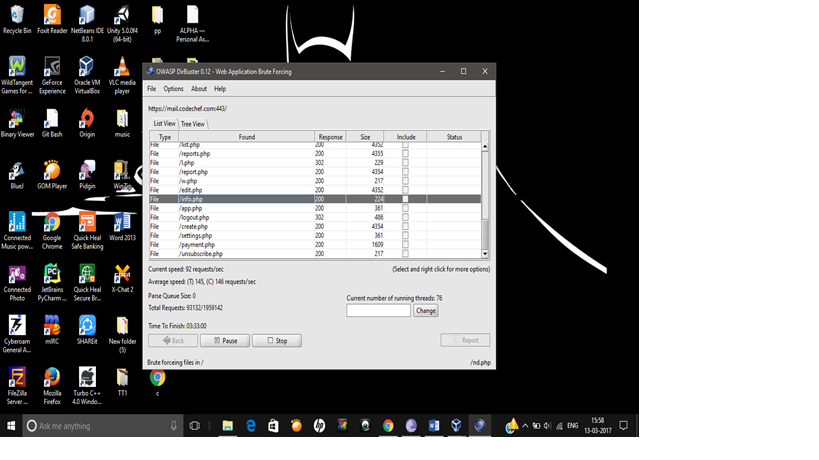 Recycle Bin
Foxit Reader
NetBeans IDE 8.0.1
Unity 5.0.0f4 (64-bit)
pp
ALPHA — Personal As...
WildTangent Games for ...
GeForce Experience
Oracle VM VirtualBox
VLC media player
Binary Viewer
Git Bash
Origin
music
BlueJ
GOM Player
Pidgin
WinZip
Connected Music pow...
Google Chrome
Quick Heal Safe Banking
Word 2013
Connected Photo
JetBrains PyCharm ...
Quick Heal Secure Br...
X-Chat 2
Cyberoam General A...
mIRC
SHAREit
New folder (5)
FileZilla Server ...
Mozilla Firefox
Turbo C++ 4.0 Windo...
TT1
c
OWASP DirBuster 0.12 - Web Application Brute Forcing
File Options About Help
https://mail.codechef.com:443/
List View Tree View
Type Found Response Size Include Status
File /list.php 200 4352
File /reports.php 200 4355
File /l.php 302 229
File /report.php 200 4354
File /w.php 200 217
File /edit.php 200 4352
File /info.php 200 224
File /app.php 200 361
File /logout.php 302 486
File /create.php 200 4354
File /settings.php 200 361
File /payment.php 200 1609
File /unsubscribe.php 200 217
Current speed: 92 requests/sec (Select and right click for more options)
Average speed: (T) 145, (C) 146 requests/sec
Parse Queue Size: 0
Current number of running threads: 76
Total Requests: 93132/1959142
Change
Time To Finish: 03:33:00
Back Pause Stop Report
Brute forceing files in / /nd.php
Ask me anything
ENG
15:58
13-03-2017